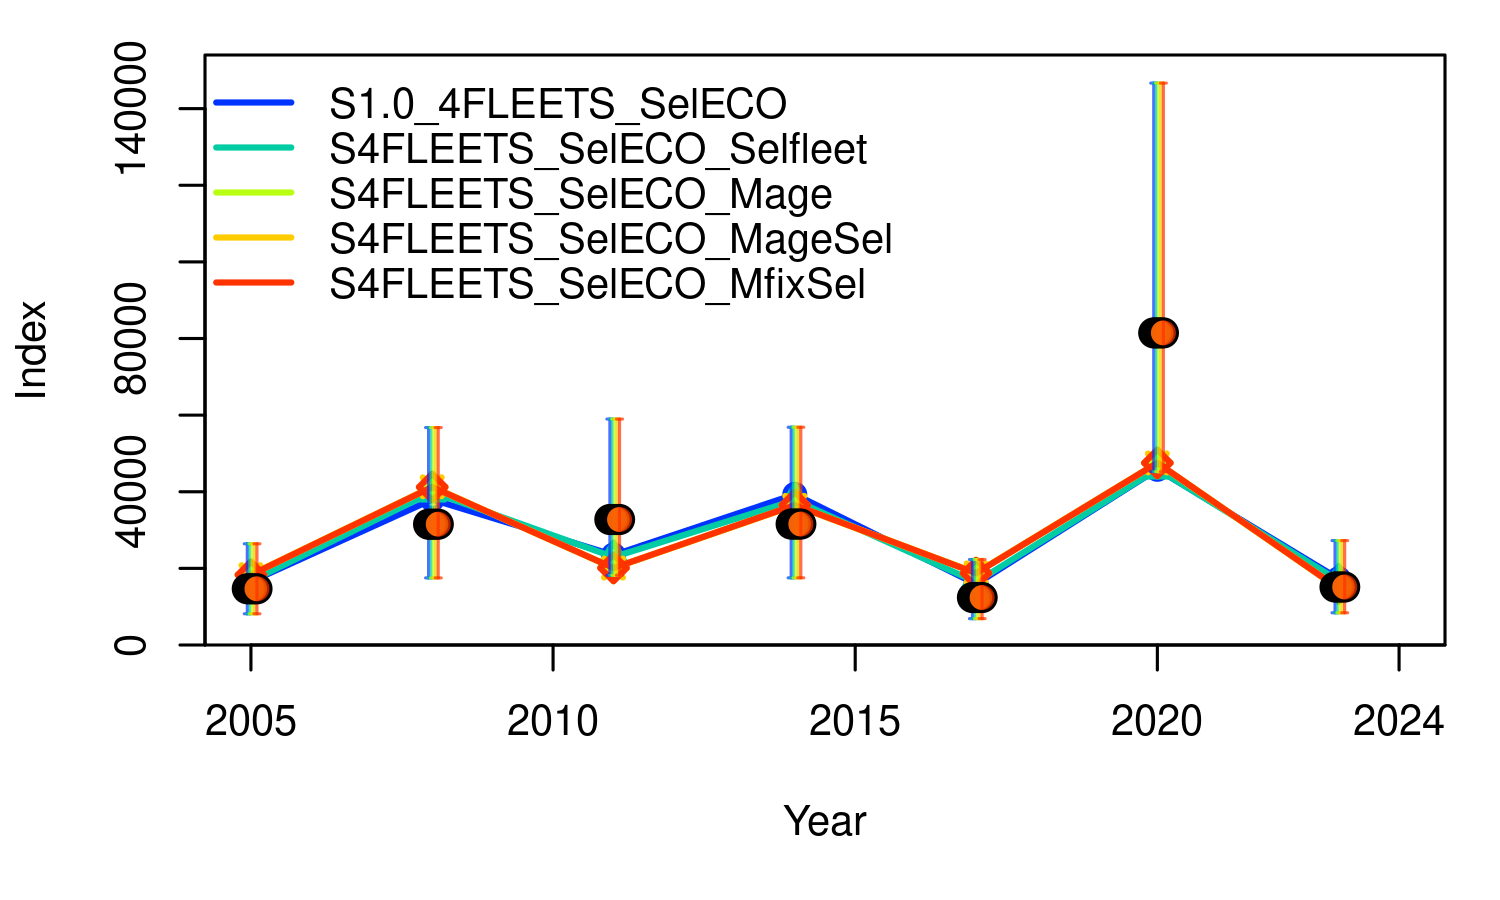 S1.0_4FLEETS_SelECO
S4FLEETS_SelECO_Selfleet
S4FLEETS_SelECO_Mage
S4FLEETS_SelECO_MageSel
S4FLEETS_SelECO_MfixSel
Index
140000
80000
40000
0
2005 2010 2015 2020 2024
Year